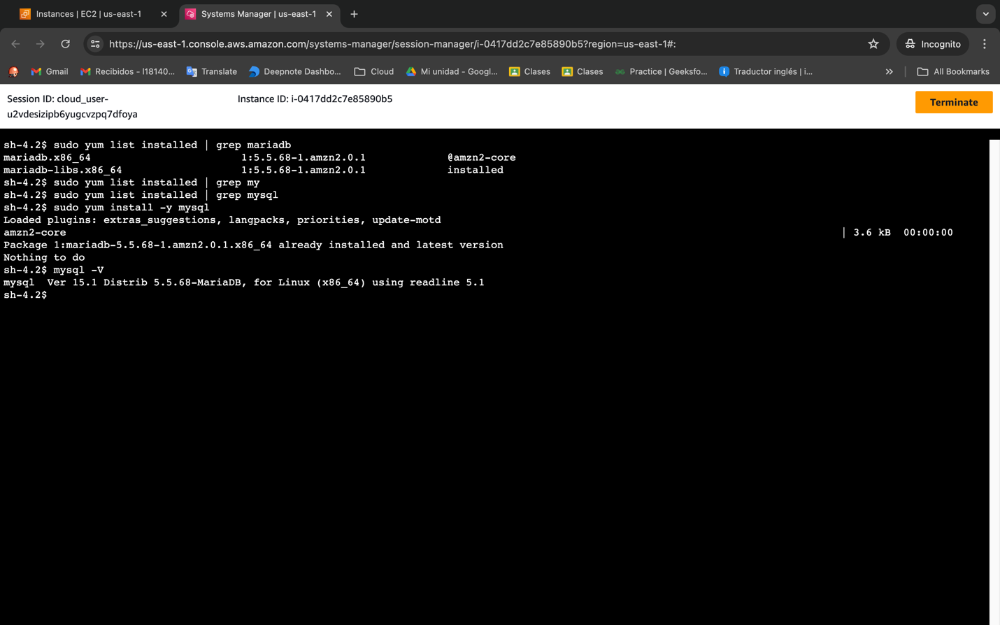 Instances | EC2 | us-east-1
Systems Manager | us-east-1
https://us-east-1.console.aws.amazon.com/systems-manager/session-manager/i-0417dd2c7e85890b5?region=us-east-1#:
Incognito
Gmail
Recibidos - l18140...
Translate
Deepnote Dashbo...
Cloud
Mi unidad - Googl...
Clases
Clases
Practice | Geeksfo...
Traductor inglés | i...
All Bookmarks
Session ID: cloud_user-
u2vdesizipb6yugcvzpq7dfoya
Instance ID: i-0417dd2c7e85890b5
Terminate
sh-4.2$ sudo yum list installed | grep mariadb
mariadb.x86_64 1:5.5.68-1.amzn2.0.1 @amzn2-core
mariadb-libs.x86_64 1:5.5.68-1.amzn2.0.1 installed
sh-4.2$ sudo yum list installed | grep my
sh-4.2$ sudo yum list installed | grep mysql
sh-4.2$ sudo yum install -y mysql
Loaded plugins: extras_suggestions, langpacks, priorities, update-motd
amzn2-core | 3.6 kB 00:00:00
Package 1:mariadb-5.5.68-1.amzn2.0.1.x86_64 already installed and latest version
Nothing to do
sh-4.2$ mysql -V
mysql Ver 15.1 Distrib 5.5.68-MariaDB, for Linux (x86_64) using readline 5.1
sh-4.2$